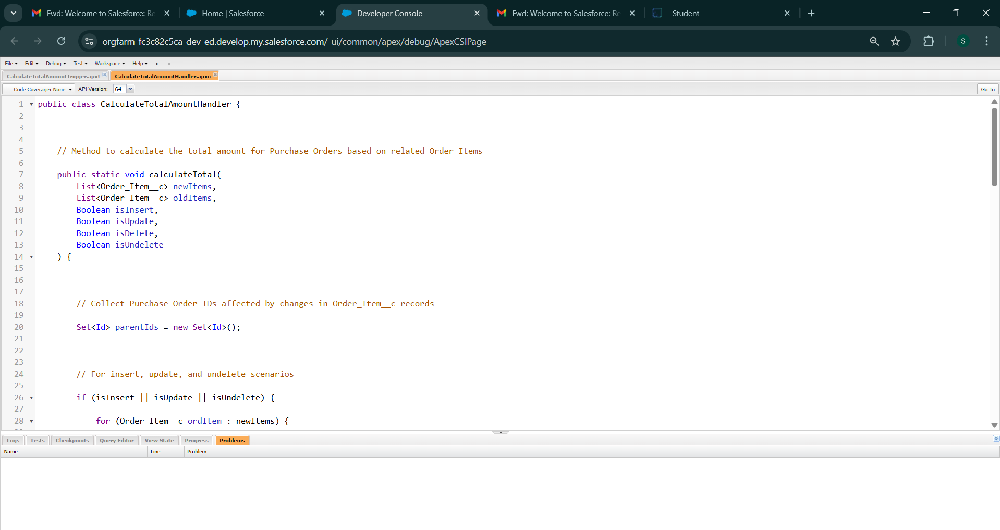 Fwd: Welcome to Salesforce: Re
Home | Salesforce
Developer Console
Fwd: Welcome to Salesforce: Re
- Student
orgfarm-fc3c82c5ca-dev-ed.develop.my.salesforce.com/_ui/common/apex/debug/ApexCSIPage
S
File Edit Debug Test Workspace Help < >
CalculateTotalAmountTrigger.apxt CalculateTotalAmountHandler.apxc
Code Coverage: None API Version: 64 Go To
1 public class CalculateTotalAmountHandler {
2
3
4
5 // Method to calculate the total amount for Purchase Orders based on related Order Items
6
7 public static void calculateTotal(
8 List<Order_Item__c> newItems,
9 List<Order_Item__c> oldItems,
10 Boolean isInsert,
11 Boolean isUpdate,
12 Boolean isDelete,
13 Boolean isUndelete
14 ) {
15
16
17
18 // Collect Purchase Order IDs affected by changes in Order_Item__c records
19
20 Set<Id> parentIds = new Set<Id>();
21
22
23
24 // For insert, update, and undelete scenarios
25
26 if (isInsert || isUpdate || isUndelete) {
27
28 for (Order_Item__c ordItem : newItems) {
Logs Tests Checkpoints Query Editor View State Progress Problems
Name Line Problem